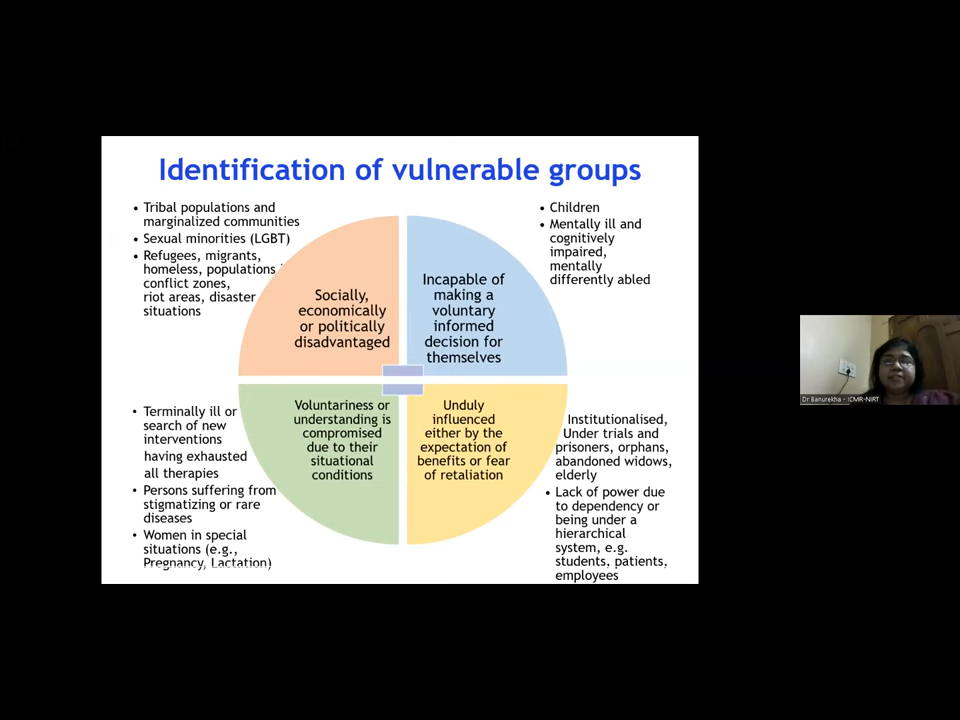 Identification of vulnerable groups
• Tribal populations and
marginalized communities
• Sexual minorities (LGBT)
• Refugees, migrants,
homeless, populations
conflict zones,
riot areas, disaster
situations
Socially,
economically
or politically
disadvantaged
Incapable of
making a
voluntary
informed
decision for
themselves
• Children
• Mentally ill and
cognitively
impaired,
mentally
differently abled
• Terminally ill or
search of new
interventions
having exhausted
all therapies
• Persons suffering from
stigmatizing or rare
diseases
• Women in special
situations (e.g.,
Pregnancy, Lactation)
Voluntariness or
understanding is
compromised
due to their
situational
conditions
Unduly
influenced
either by the
expectation of
benefits or fear
of retaliation
Institutionalised,
Under trials and
prisoners, orphans,
abandoned widows,
elderly
• Lack of power due
to dependency or
being under a
hierarchical
system, e.g.
students, patients,
employees
Dr Banurekha - ICMR-NIRT